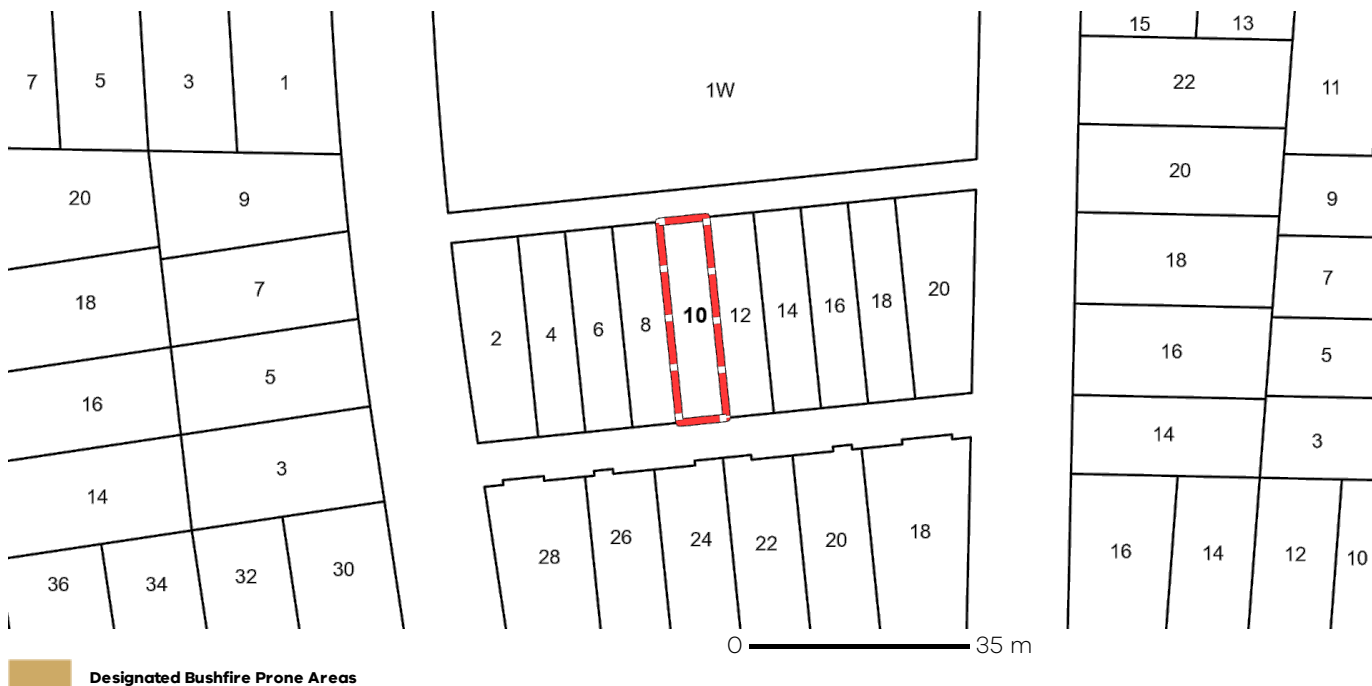 15 13
7 5 3 1 1W 22 11
20 9 20 9
18 7 18 7
2 4 6 8 10 12 14 16 18 20
16 5 16 5
14 3 14 3
36 34 32 30
28 26 24 22 20 18
16 14 12 10
0 35 m
Designated Bushfire Prone Areas